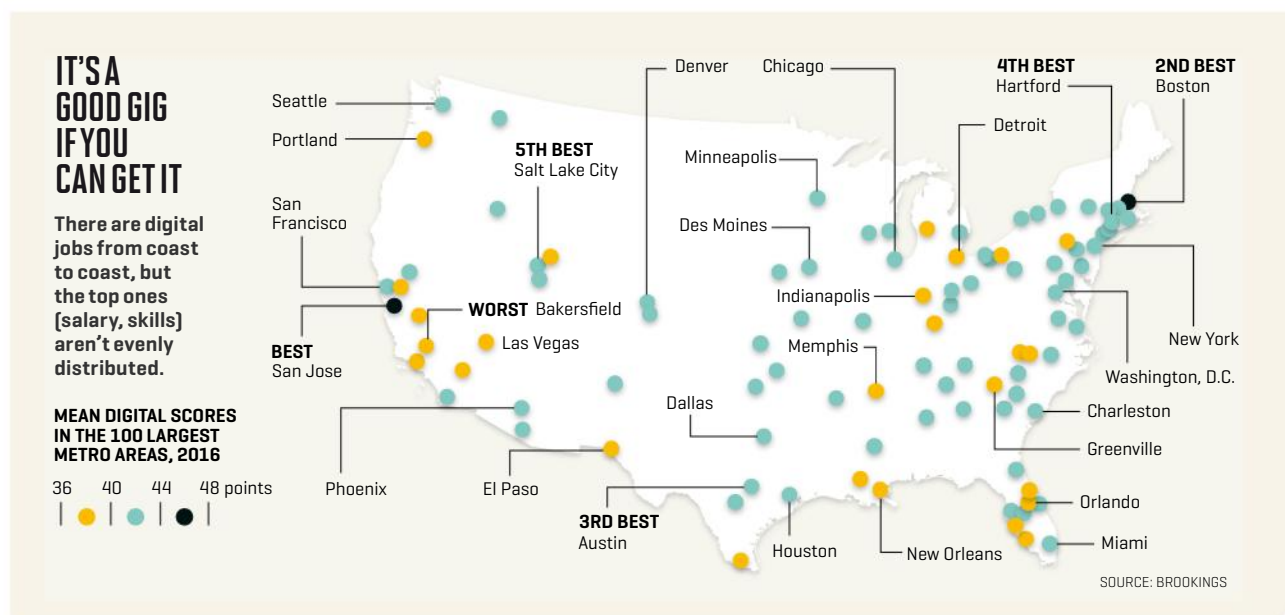 IT'S A
GOOD GIG
IF YOU
CAN GET IT
There are digital
jobs from coast
to coast, but
the top ones
(salary, skills)
aren't evenly
distributed.
MEAN DIGITAL SCORES
IN THE 100 LARGEST
METRO AREAS, 2016
36 40 44 48 points
Seattle
Portland
San
Francisco
BEST
San Jose
5TH BEST
Salt Lake City
WORST Bakersfield
Las Vegas
Phoenix
El Paso
Denver
Chicago
Minneapolis
Des Moines
Indianapolis
Memphis
Dallas
3RD BEST
Austin
Houston
New Orleans
4TH BEST
Hartford
2ND BEST
Boston
Detroit
New York
Washington, D.C.
Charleston
Greenville
Orlando
Miami
SOURCE: BROOKINGS